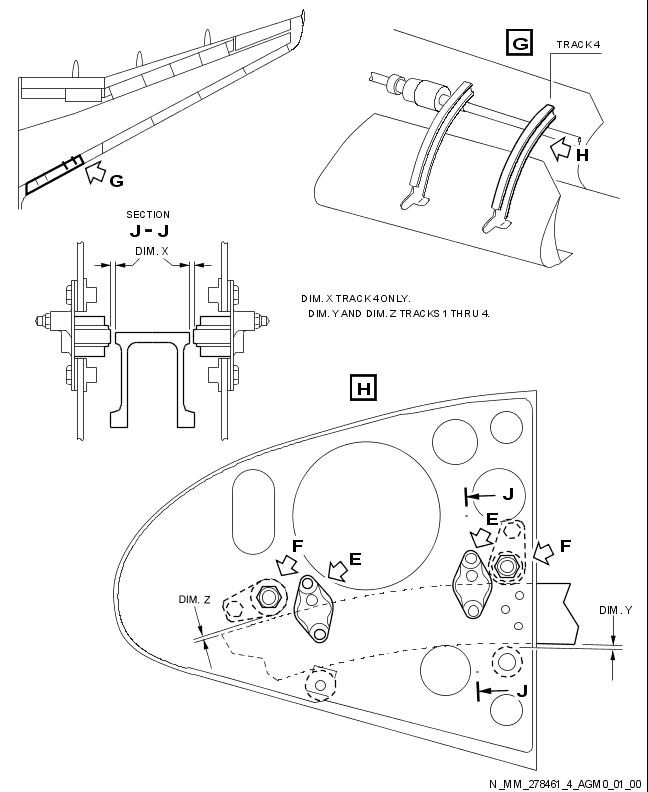 G
TRACK 4
H
G
SECTION
J - J
DIM. X
DIM. X TRACK 4 ONLY.
DIM. Y AND DIM. Z TRACKS 1 THRU 4.
H
J
E
F
E
F
DIM. Z
DIM. Y
J
N_MM_278461_4_AGM0_01_00